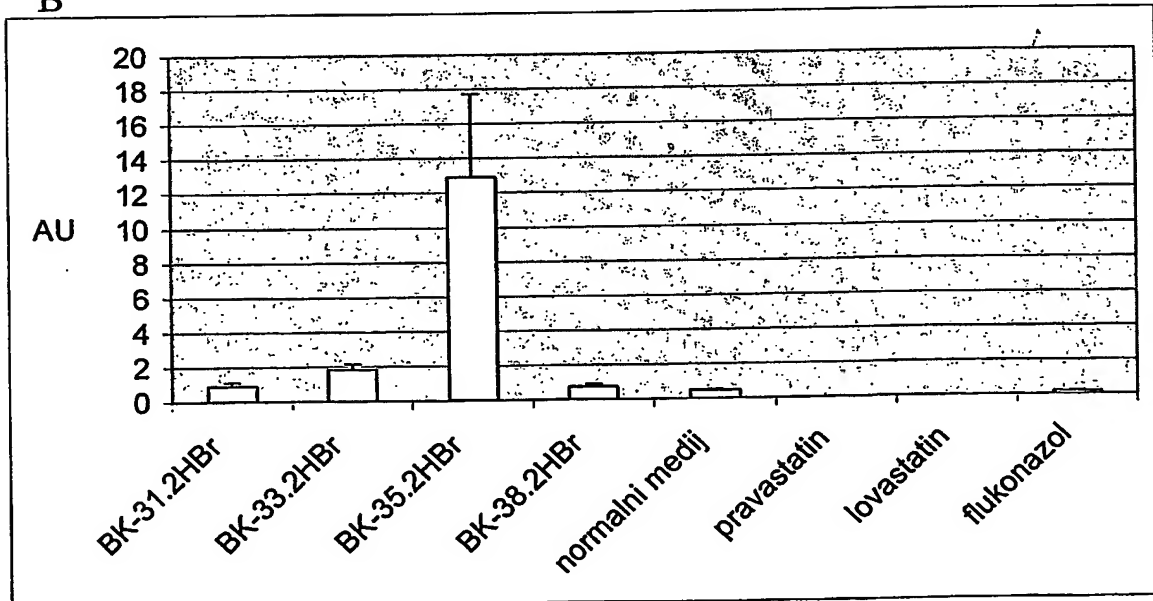 B
20
18
16
14
12
AU 10
8
6
4
2
0
BK-31.2HBr
BK-33.2HBr
BK-35.2HBr
BK-38.2HBr
normalni medij
pravastatin
lovastatin
flukonazol